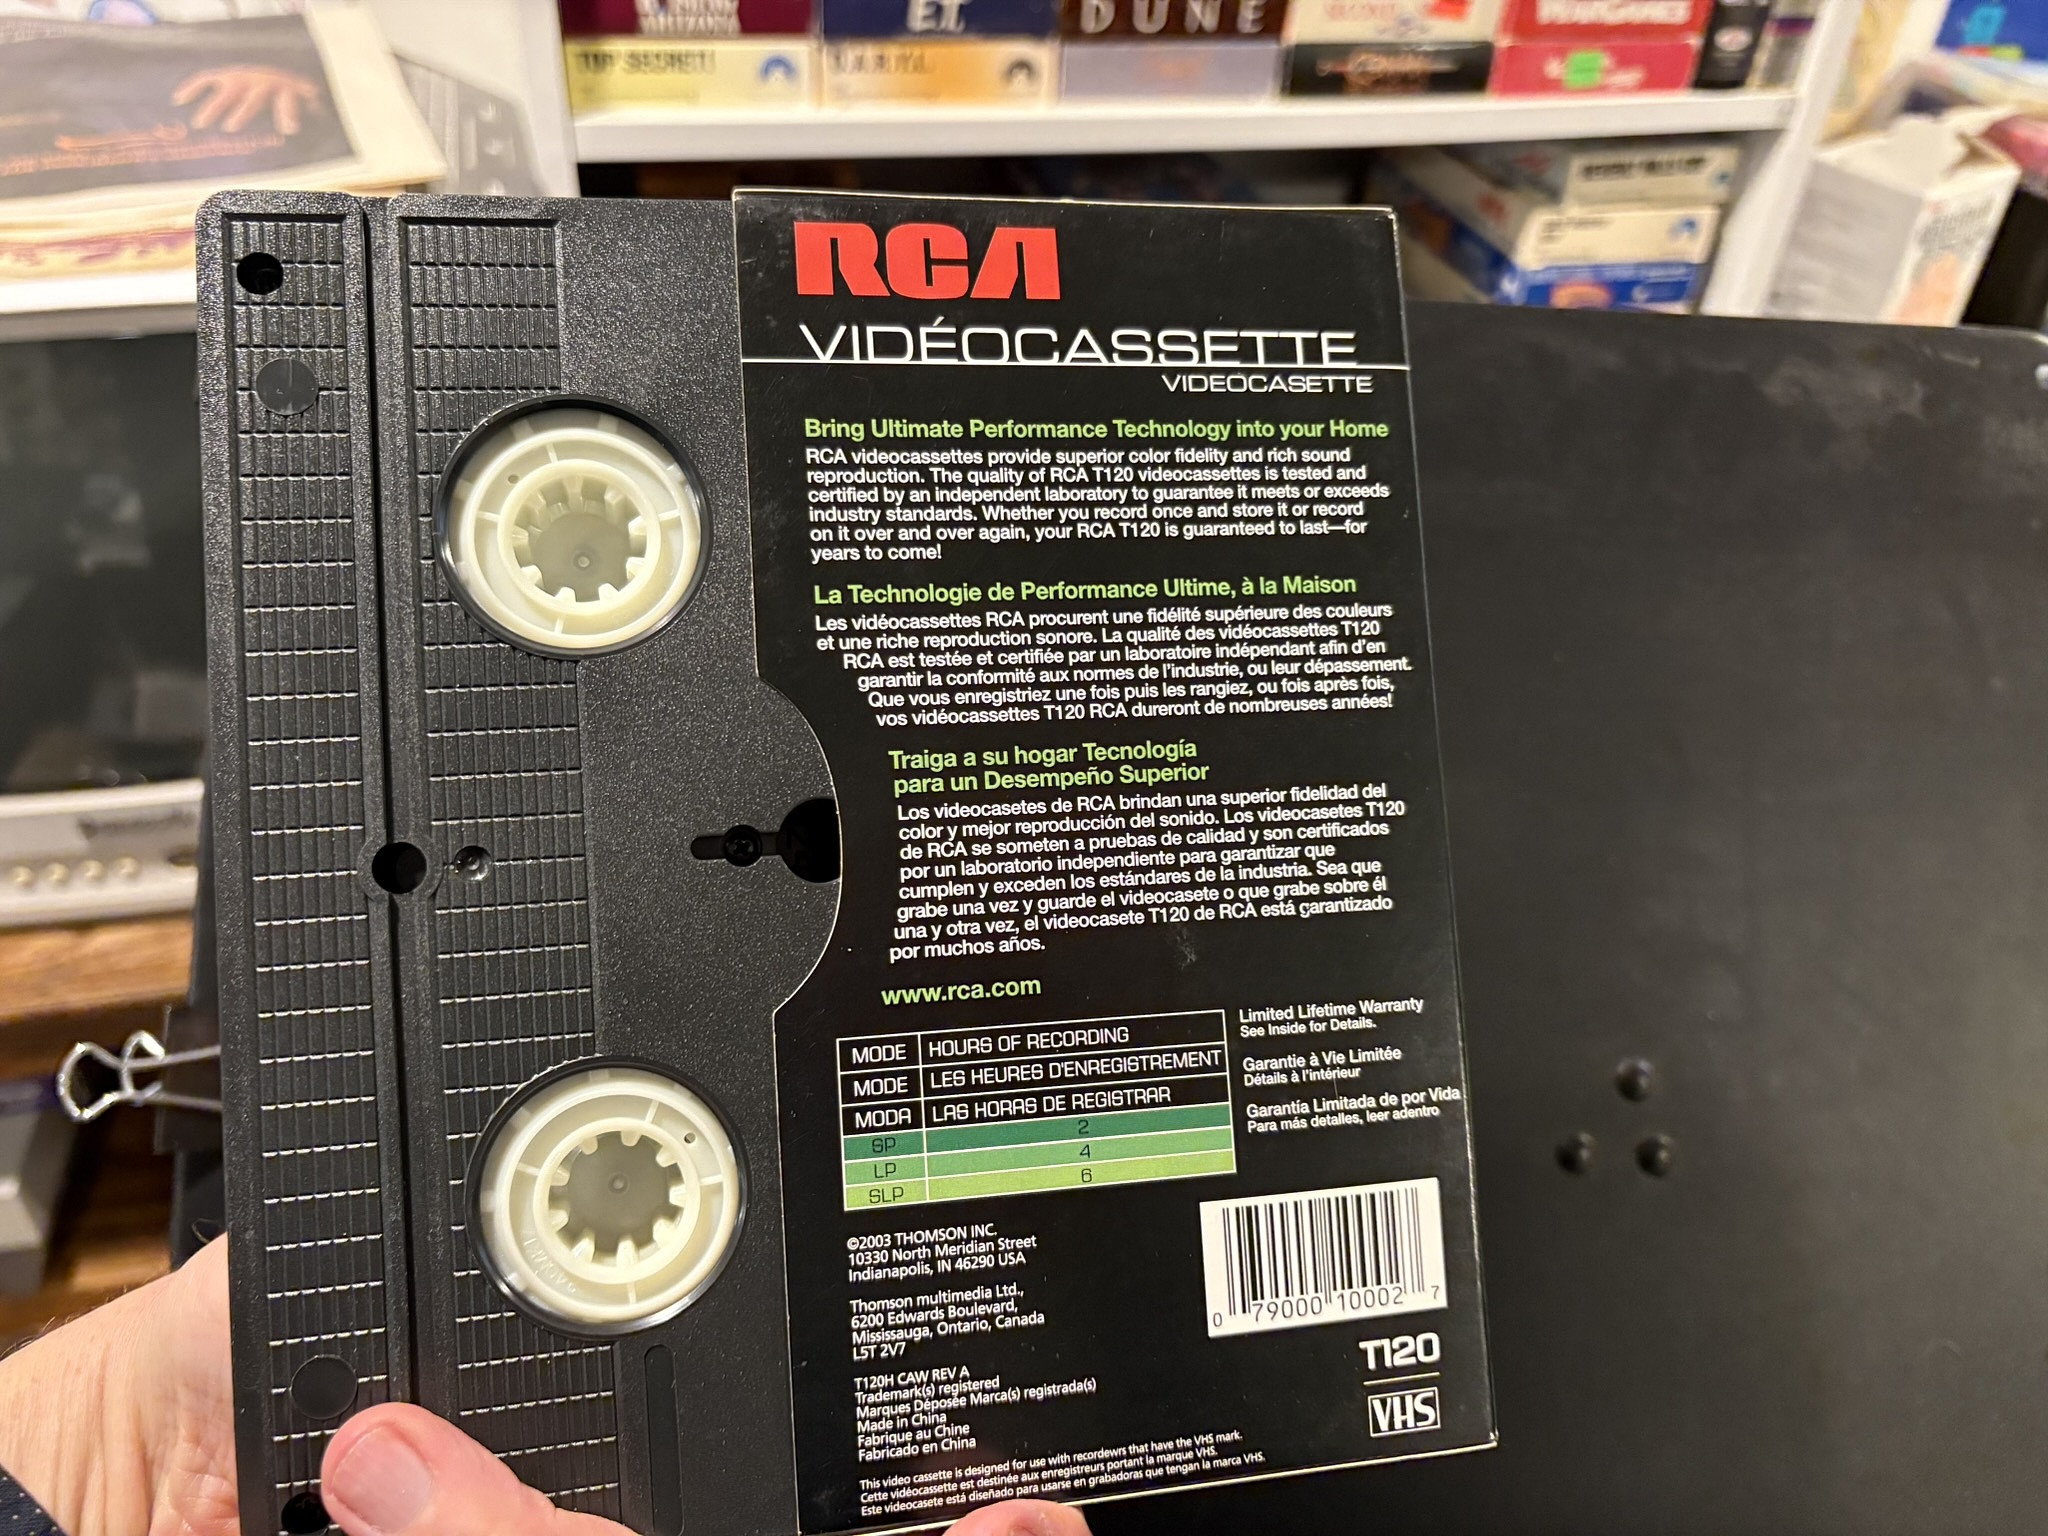 ET
DUNE
WARGAMES
TOP SECRET!
D.A.R.Y.L.
RCA
VIDÉOCASSETTE
VIDEOCASETTE
Bring Ultimate Performance Technology into your Home
RCA videocassettes provide superior color fidelity and rich sound
reproduction. The quality of RCA T120 videocassettes is tested and
certified by an independent laboratory to guarantee it meets or exceeds
industry standards. Whether you record once and store it or record
on it over and over again, your RCA T120 is guaranteed to last—for
years to come!
La Technologie de Performance Ultime, à la Maison
Les vidéocassettes RCA procurent une fidélité supérieure des couleurs
et une riche reproduction sonore. La qualité des vidéocassettes T120
RCA est testée et certifiée par un laboratoire indépendant afin d'en
garantir la conformité aux normes de l'industrie, ou leur dépassement.
Que vous enregistriez une fois puis les rangiez, ou fois après fois,
vos vidéocassettes T120 RCA dureront de nombreuses années!
Traiga a su hogar Tecnología
para un Desempeño Superior
Los videocasetes de RCA brindan una superior fidelidad del
color y mejor reproducción del sonido. Los videocasetes T120
de RCA se someten a pruebas de calidad y son certificados
por un laboratorio independiente para garantizar que
cumplen y exceden los estándares de la industria. Sea que
grabe una vez y guarde el videocasete o que grabe sobre él
una y otra vez, el videocasete T120 de RCA está garantizado
por muchos años.
www.rca.com
MODE HOURS OF RECORDING
MODE LES HEURES D'ENREGISTREMENT
MODA LAS HORAS DE REGISTRAR
SP 2
LP 4
SLP 6
Limited Lifetime Warranty
See Inside for Details.
Garantie à Vie Limitée
Détails à l'intérieur
Garantía Limitada de por Vida
Para más detalles, leer adentro
©2003 THOMSON INC.
10330 North Meridian Street
Indianapolis, IN 46290 USA
Thomson multimedia Ltd.,
6200 Edwards Boulevard,
Mississauga, Ontario, Canada
L5T 2V7
T120H CAW REV A
Trademark(s) registered
Marques Déposée Marca(s) registrada(s)
Made in China
Fabrique au Chine
Fabricado en China
This video cassette is designed for use with recordewrs that have the VHS mark.
Cette vidéocassette est destinée aux enregistreurs portant la marque VHS.
Este videocasete está diseñado para usarse en grabadoras que tengan la marca VHS.
0 79000 10002 7
T120
VHS